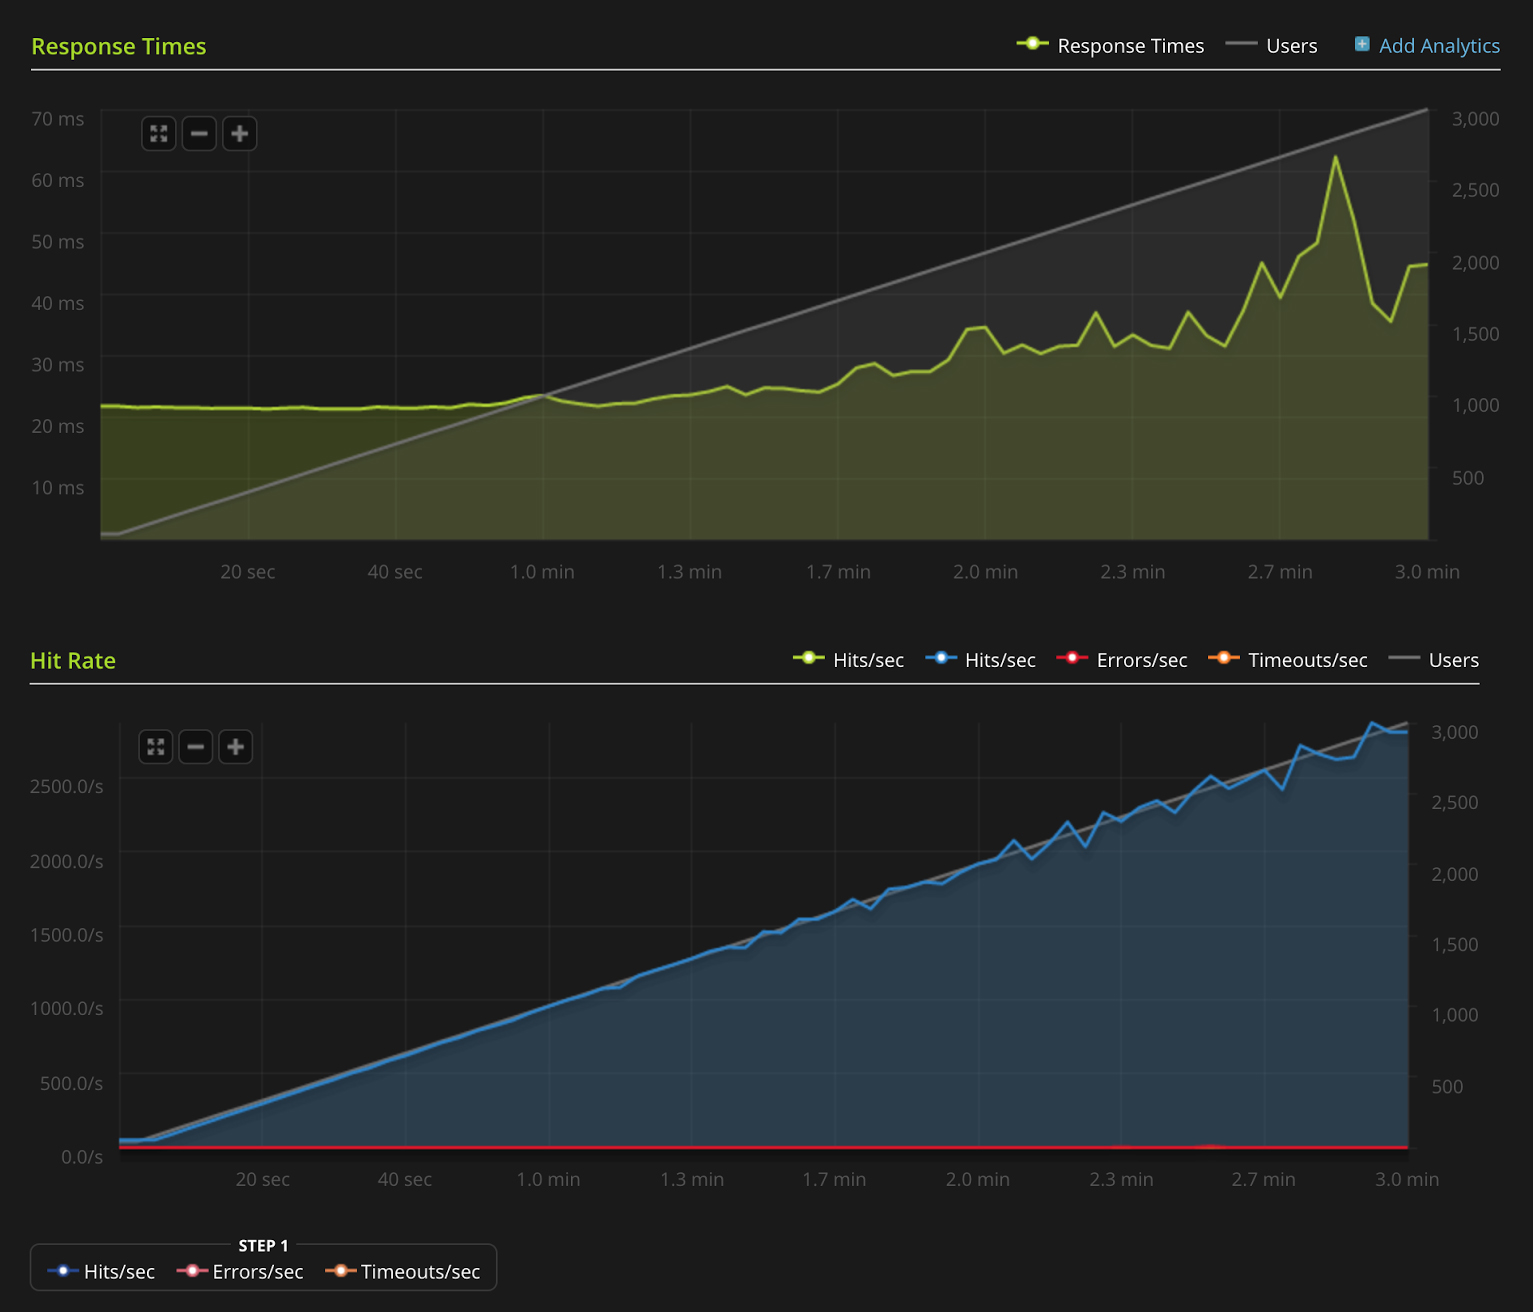 Response Times
Response Times Users Add Analytics
70 ms 3,000
60 ms 2,500
50 ms 2,000
40 ms 1,500
30 ms 1,000
20 ms 500
10 ms
20 sec 40 sec 1.0 min 1.3 min 1.7 min 2.0 min 2.3 min 2.7 min 3.0 min
Hit Rate
Hits/sec Hits/sec Errors/sec Timeouts/sec Users
3,000
2500.0/s 2,500
2000.0/s 2,000
1500.0/s 1,500
1000.0/s 1,000
500.0/s 500
0.0/s
20 sec 40 sec 1.0 min 1.3 min 1.7 min 2.0 min 2.3 min 2.7 min 3.0 min
STEP 1
Hits/sec Errors/sec Timeouts/sec